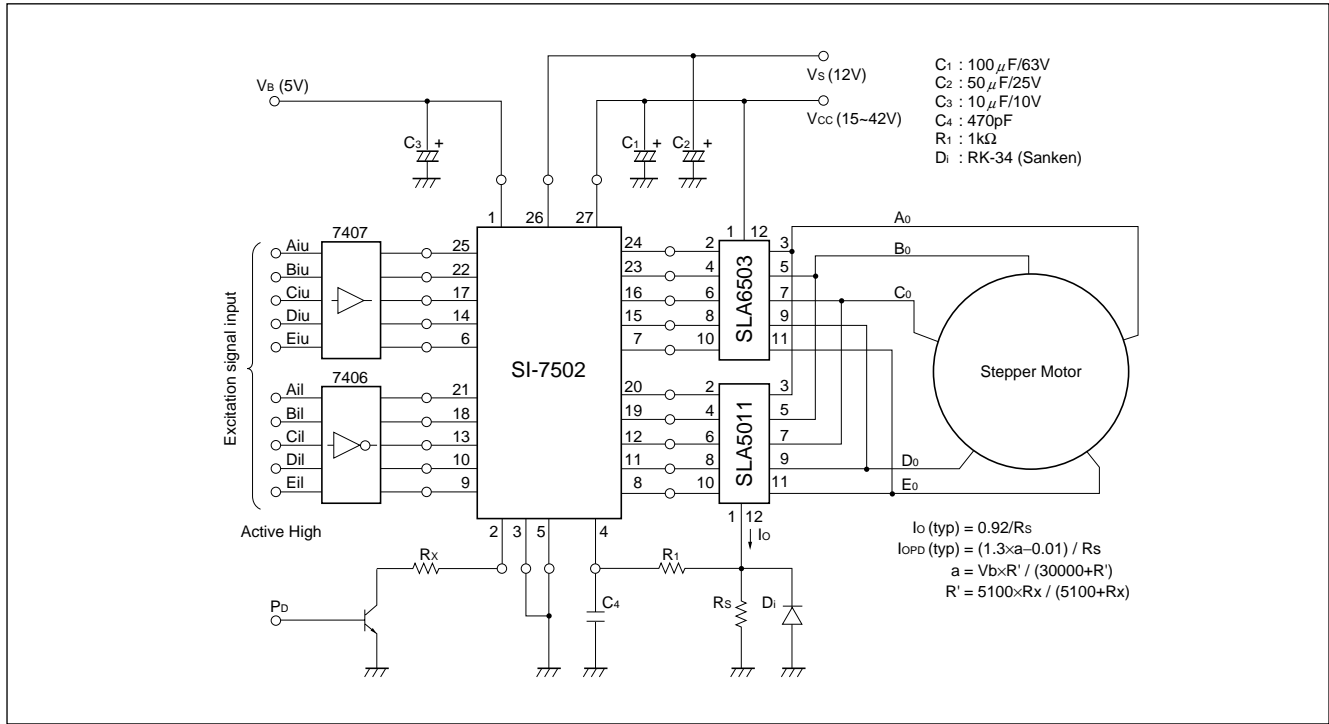 VS (12V)
VCC (15~42V)
VB (5V)
C3 +
C1 +
C2 +
C1 : 100μF/63V
C2 : 50μF/25V
C3 : 10μF/10V
C4 : 470pF
R1 : 1kΩ
Di : RK-34 (Sanken)
1 26 27
Excitation signal input
7407
Aiu
Biu
Ciu
Diu
Eiu
25
22
17
14
6
7406
Ail
Bil
Cil
Dil
Eil
21
18
13
10
9
Active High
SI-7502
24
23
16
15
7
20
19
12
11
8
2 3 5 4
1 12
2
4
6
8
10
SLA6503
3
5
7
9
11
2
4
6
8
10
SLA5011
3
5
7
9
11
1 12
IO
A0
B0
C0
Stepper Motor
D0
E0
RX
PD
C4
R1
RS
Di
IO (typ) = 0.92/RS
IOPD (typ) = (1.3×a–0.01) / Rs
a = Vb×R' / (30000+R')
R' = 5100×Rx / (5100+Rx)